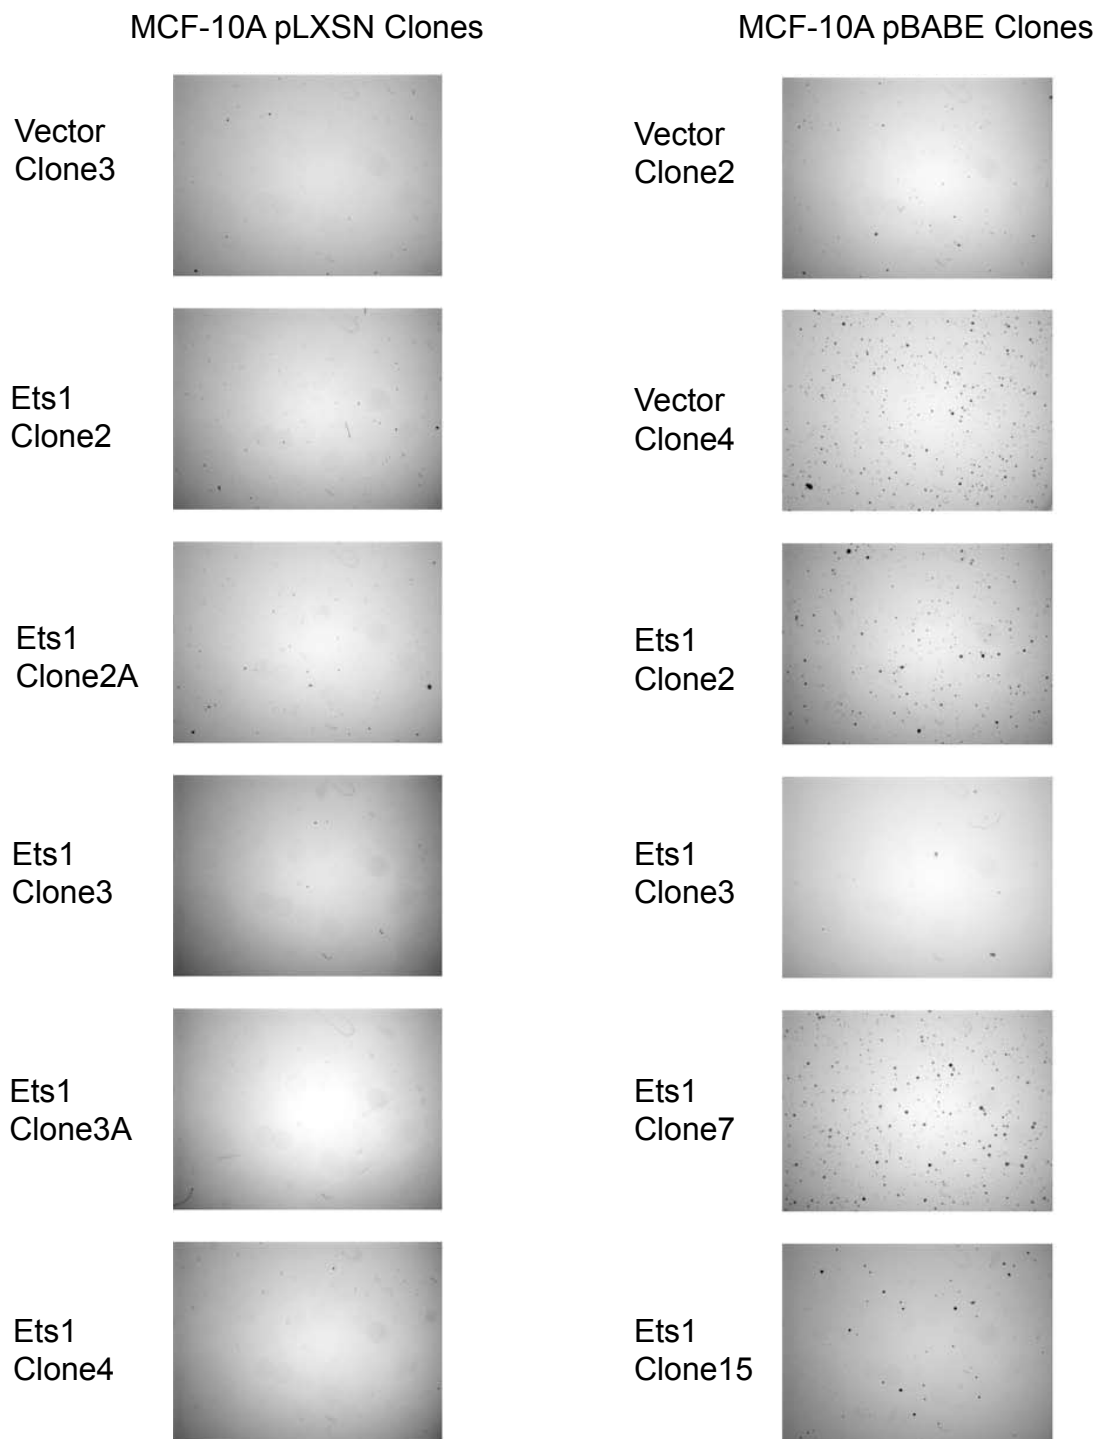 MCF-10A pLXSN Clones
MCF-10A pBABE Clones
Vector
Clone3
Vector
Clone2
Ets1
Clone2
Vector
Clone4
Ets1
Clone2A
Ets1
Clone2
Ets1
Clone3
Ets1
Clone3
Ets1
Clone3A
Ets1
Clone7
Ets1
Clone4
Ets1
Clone15